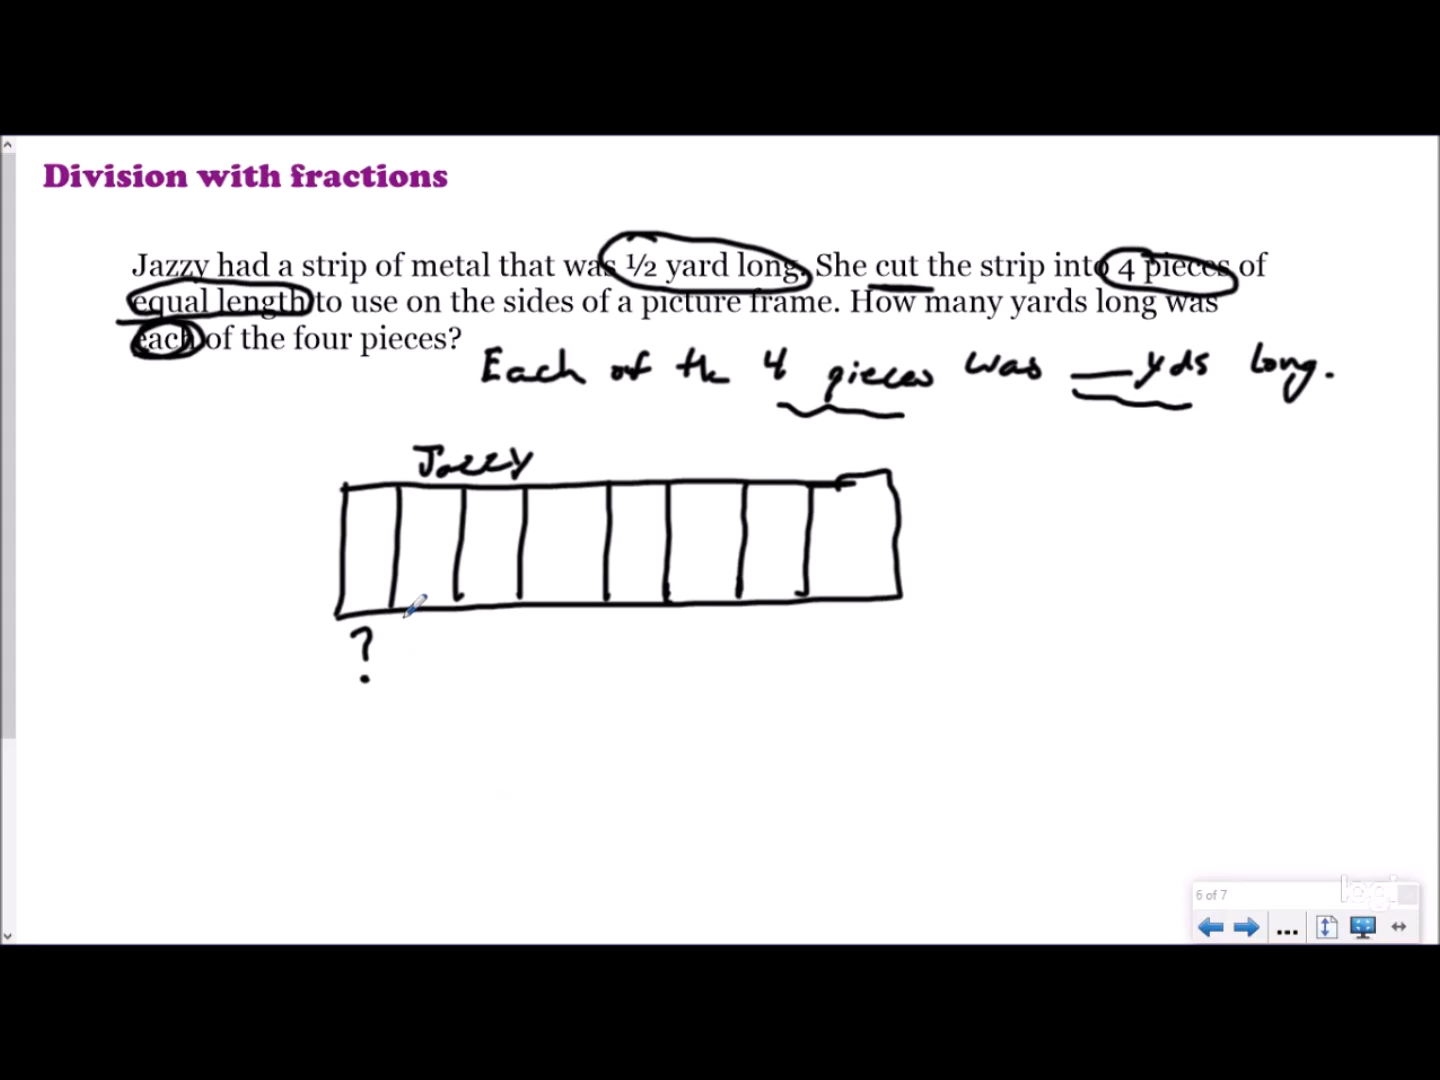 Division with fractions
Jazzy had a strip of metal that was ½ yard long. She cut the strip into 4 pieces of
equal length to use on the sides of a picture frame. How many yards long was
each of the four pieces?
Each of the 4 pieces was __ yds long.
Jazzy
?
6 of 7
logi
...